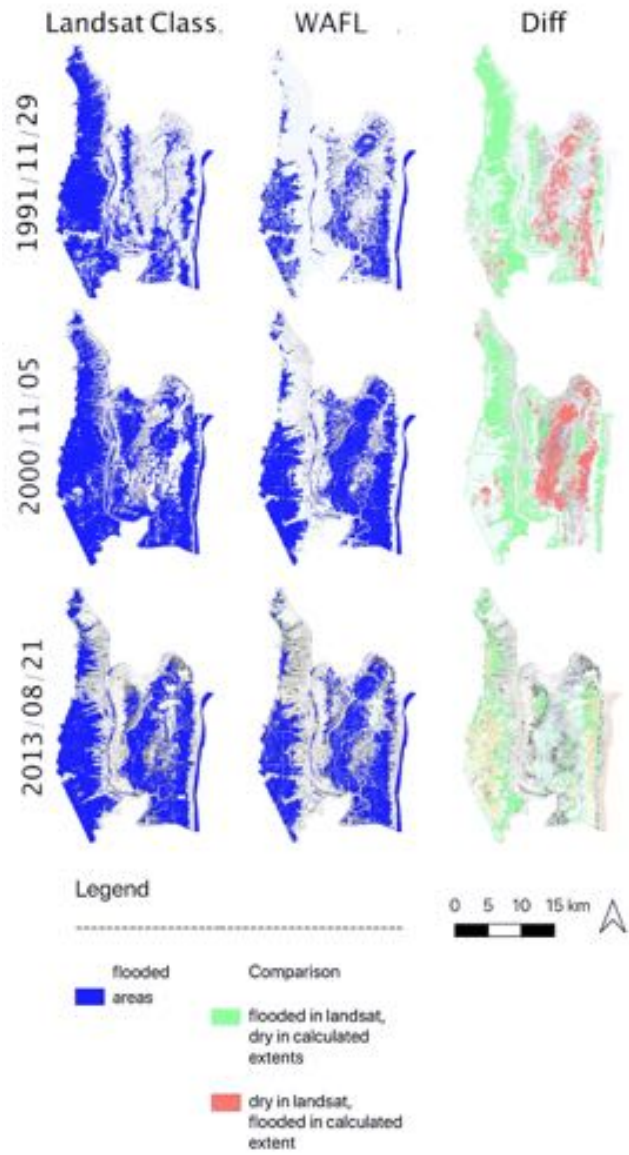 Landsat Class. WAFL . Diff
1991/11/29
2000/11/05
2013/08/21
Legend
0 5 10 15 km
flooded
areas
Comparison
flooded in landsat,
dry in calculated
extents
dry in landsat,
flooded in calculated
extent